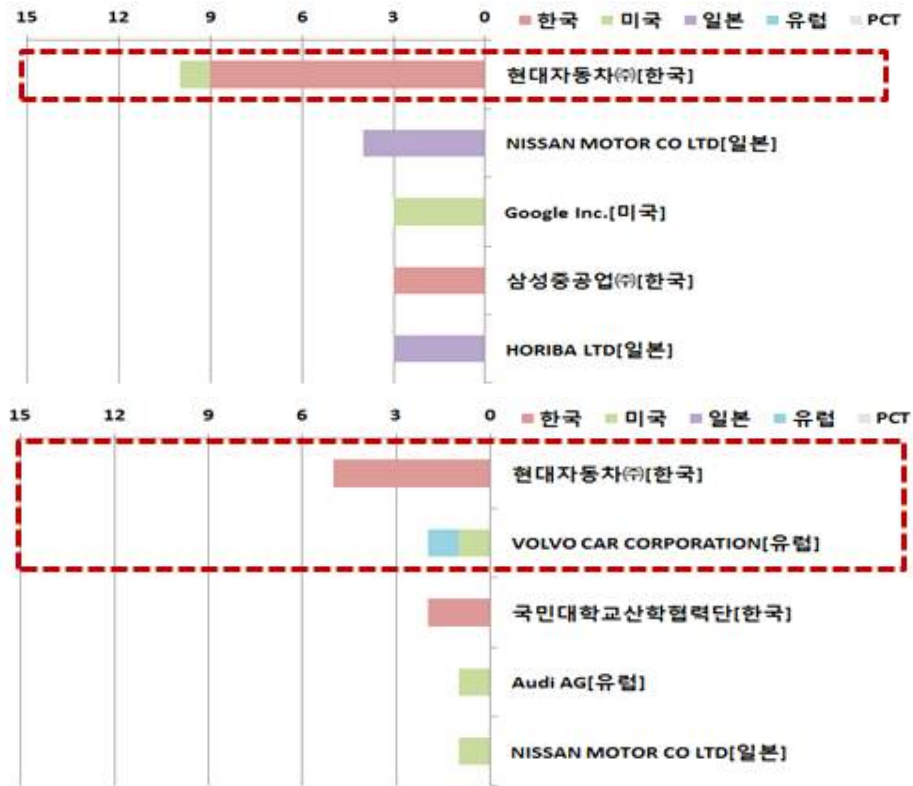 15 12 9 6 3 0 한국 미국 일본 유럽 PCT
현대자동차㈜[한국]
NISSAN MOTOR CO LTD[일본]
Google Inc.[미국]
삼성중공업㈜[한국]
HORIBA LTD[일본]
15 12 9 6 3 0 한국 미국 일본 유럽 PCT
현대자동차㈜[한국]
VOLVO CAR CORPORATION[유럽]
국민대학교산학협력단[한국]
Audi AG[유럽]
NISSAN MOTOR CO LTD[일본]